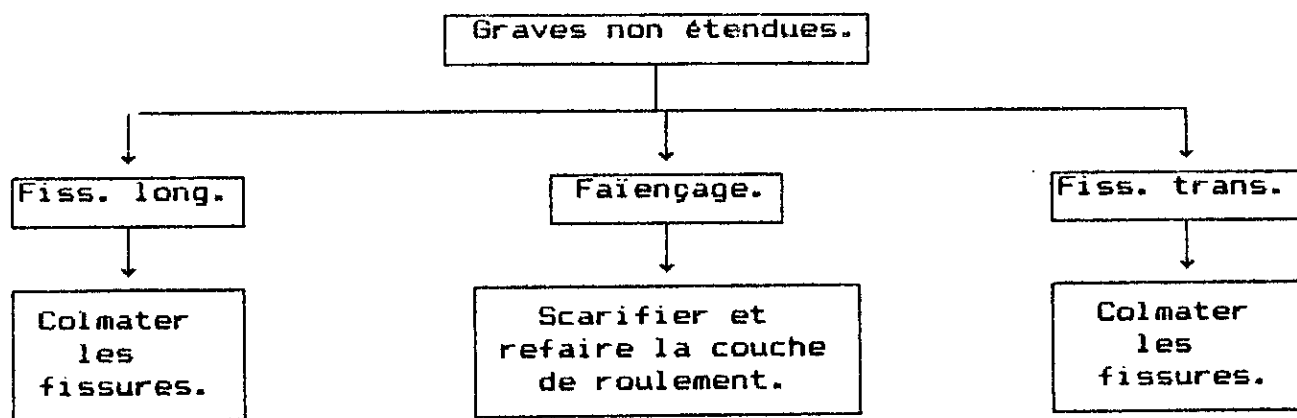 Graves non étendues.
Fiss. long.
Faïençage.
Fiss. trans.
Colmater
les
fissures.
Scarifier et
refaire la couche
de roulement.
Colmater
les
fissures.